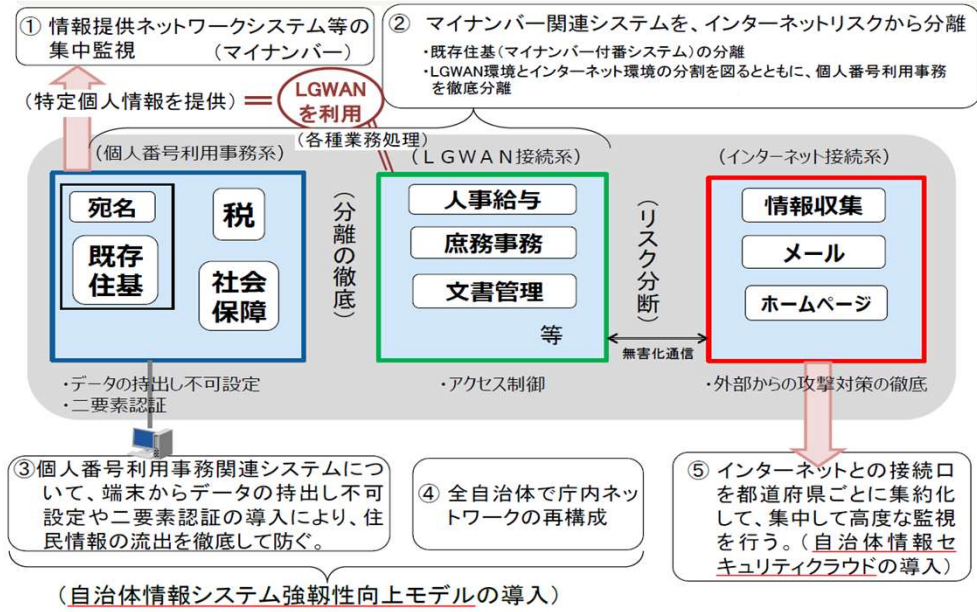 ① 情報提供ネットワークシステム等の
集中監視　　（マイナンバー）
② マイナンバー関連システムを、インターネットリスクから分離
・既存住基（マイナンバー付番システム）の分離
・LGWAN環境とインターネット環境の分割を図るとともに、個人番号利用事務
を徹底分離
（特定個人情報を提供）
LGWAN
を利用
（各種業務処理）
（個人番号利用事務系）
（ＬＧＷＡＮ接続系）
（インターネット接続系）
宛名
既存
住基
税
社会
保障
（分離の徹底）
人事給与
庶務事務
文書管理
等
（リスク分断）
無害化通信
情報収集
メール
ホームページ
・データの持出し不可設定
・二要素認証
・アクセス制御
・外部からの攻撃対策の徹底
③個人番号利用事務関連システムにつ
いて、端末からデータの持出し不可
設定や二要素認証の導入により、住
民情報の流出を徹底して防ぐ。
④ 全自治体で庁内ネッ
トワークの再構成
⑤ インターネットとの接続口
を都道府県ごとに集約化
して、集中して高度な監視
を行う。（自治体情報セ
キュリティクラウドの導入）
（自治体情報システム強靱性向上モデルの導入）